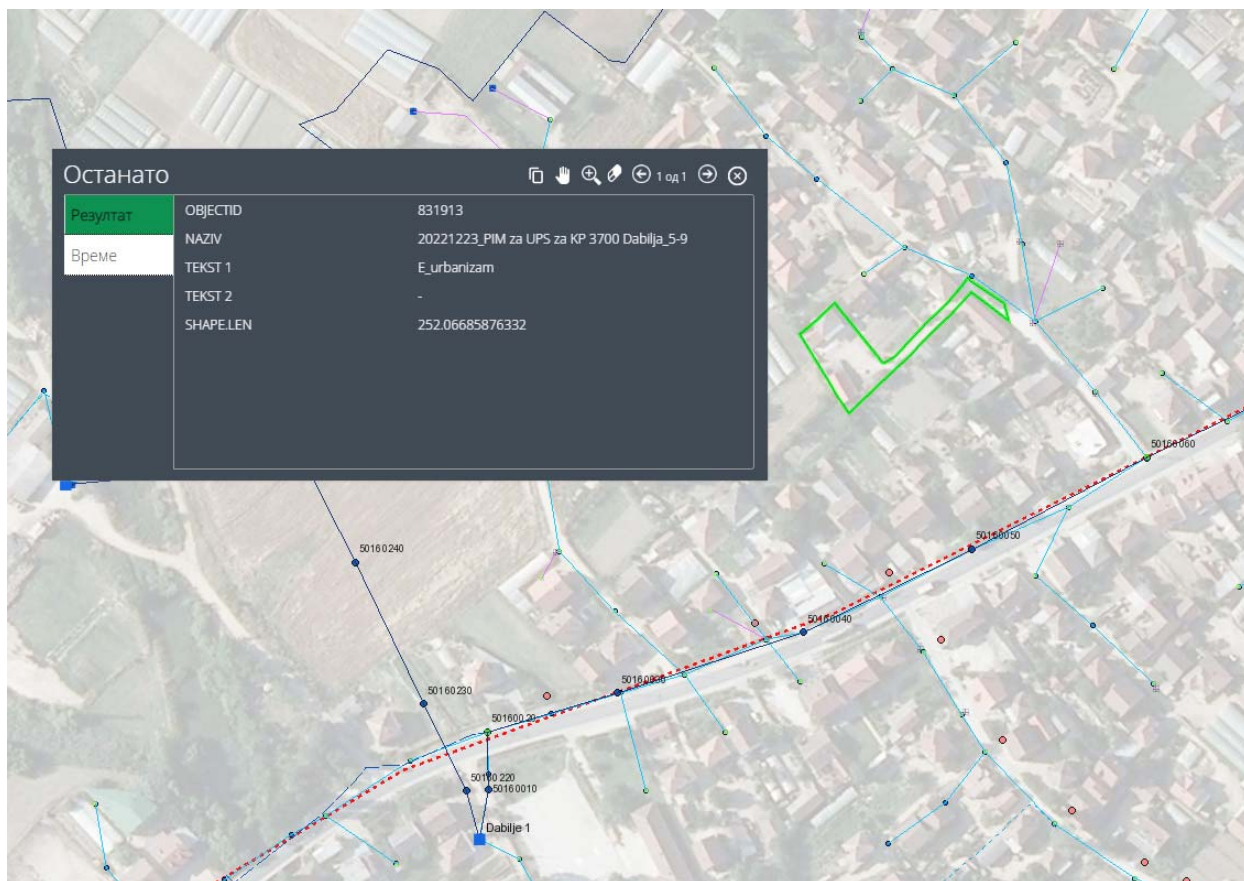 Останато
1 од 1
Резултат
Време
OBJECTID 831913
NAZIV 20221223_PIM za UPS za KP 3700 Dabilja_5-9
TEKST 1 E_urbanizam
TEKST 2 -
SHAPE.LEN 252.06685876332
50160060
50160050
50160240
50160040
50160230
50160020
50160220
50160010
Dabilje 1